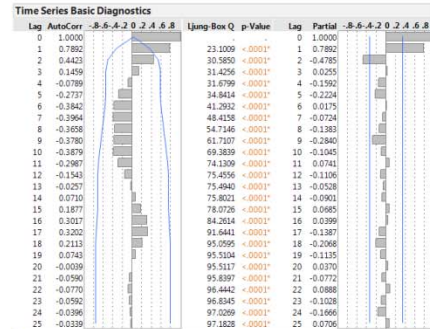 Time Series Basic Diagnostics
Lag AutoCorr -.8-.6-.4-.2 0 .2 .4 .6 .8 Ljung-Box Q p-Value Lag Partial -.8-.6-.4-.2 0 .2 .4 .6 .8
0 1.0000 . . 0 1.0000
1 0.7892 23.1009 <.0001* 1 0.7892
2 0.4423 30.5850 <.0001* 2 -0.4785
3 0.1459 31.4256 <.0001* 3 0.0255
4 -0.0789 31.6799 <.0001* 4 -0.1592
5 -0.2737 34.8414 <.0001* 5 -0.2224
6 -0.3842 41.2932 <.0001* 6 0.0175
7 -0.3964 48.4158 <.0001* 7 -0.0724
8 -0.3658 54.7146 <.0001* 8 -0.1383
9 -0.3780 61.7107 <.0001* 9 -0.2840
10 -0.3879 69.3839 <.0001* 10 -0.1045
11 -0.2987 74.1309 <.0001* 11 0.0741
12 -0.1543 75.4556 <.0001* 12 -0.1106
13 -0.0257 75.4940 <.0001* 13 -0.0528
14 0.0710 75.8021 <.0001* 14 -0.0901
15 0.1877 78.0726 <.0001* 15 0.0685
16 0.3017 84.2614 <.0001* 16 0.0399
17 0.3202 91.6441 <.0001* 17 -0.1387
18 0.2113 95.0595 <.0001* 18 -0.2068
19 0.0743 95.5104 <.0001* 19 -0.1135
20 -0.0039 95.5117 <.0001* 20 0.0370
21 -0.0590 95.8397 <.0001* 21 -0.0772
22 -0.0770 96.4442 <.0001* 22 0.0888
23 -0.0592 96.8345 <.0001* 23 -0.1028
24 -0.0396 97.0269 <.0001* 24 -0.1666
25 -0.0339 97.1828 <.0001* 25 0.0706